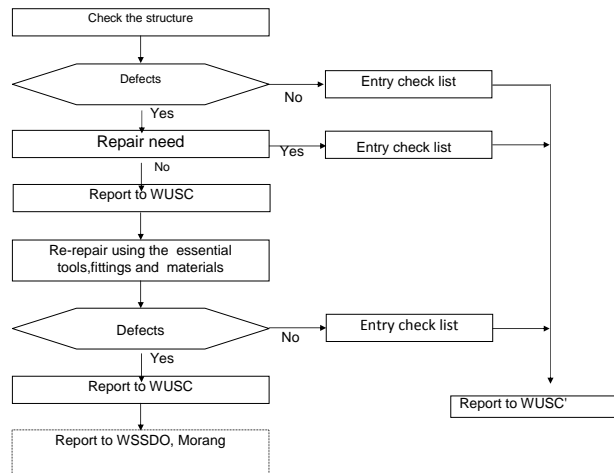 Check the structure
Defects
No
Entry check list
Yes
Repair need
Yes
Entry check list
No
Report to WUSC
Re-repair using the essential
tools,fittings and materials
Defects
No
Entry check list
Yes
Report to WUSC
Report to WUSC'
Report to WSSDO, Morang